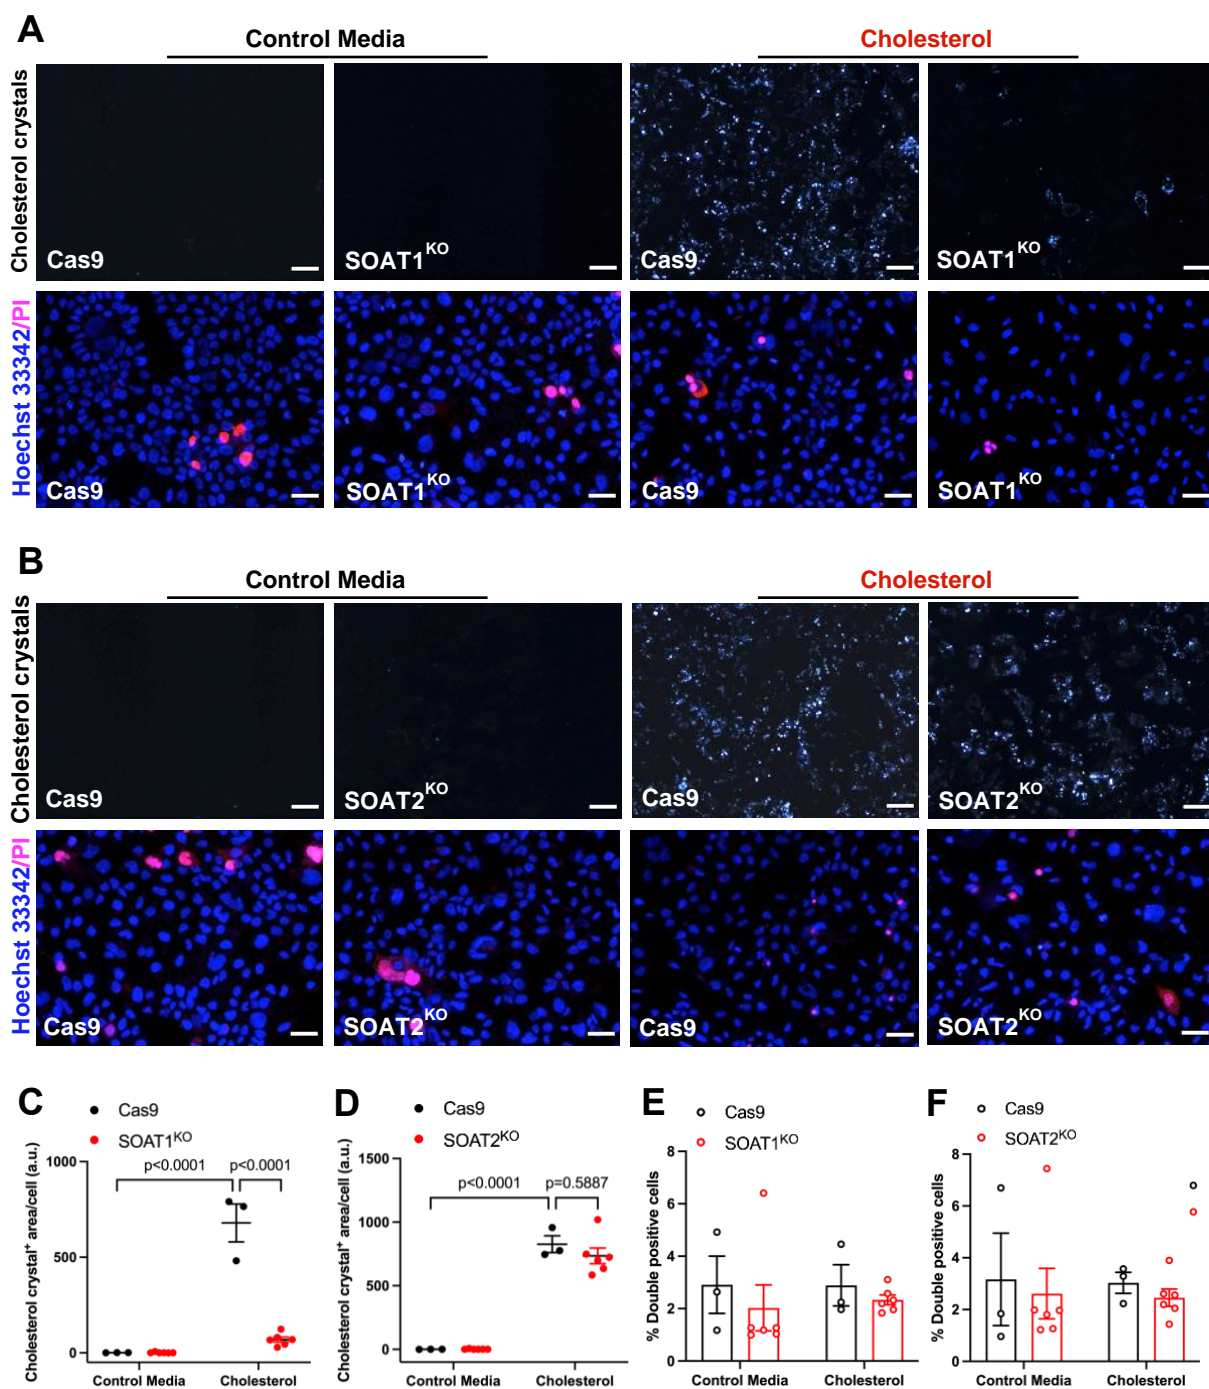 A
Control Media
Cholesterol
Cholesterol crystals
Cas9
SOAT1KO
Cas9
SOAT1KO
Hoechst 33342/PI
Cas9
SOAT1KO
Cas9
SOAT1KO
B
Control Media
Cholesterol
Cholesterol crystals
Cas9
SOAT2KO
Cas9
SOAT2KO
Hoechst 33342/PI
Cas9
SOAT2KO
Cas9
SOAT2KO
C
Cas9
SOAT1KO
Cholesterol crystal+ area/cell (a.u.)
1000
500
0
p<0.0001
p<0.0001
Control Media
Cholesterol
D
Cas9
SOAT2KO
Cholesterol crystal+ area/cell (a.u.)
1500
1000
500
0
p<0.0001
p=0.5887
Control Media
Cholesterol
E
Cas9
SOAT1KO
% Double positive cells
8
6
4
2
0
Control Media
Cholesterol
F
Cas9
SOAT2KO
% Double positive cells
8
6
4
2
0
Control Media
Cholesterol